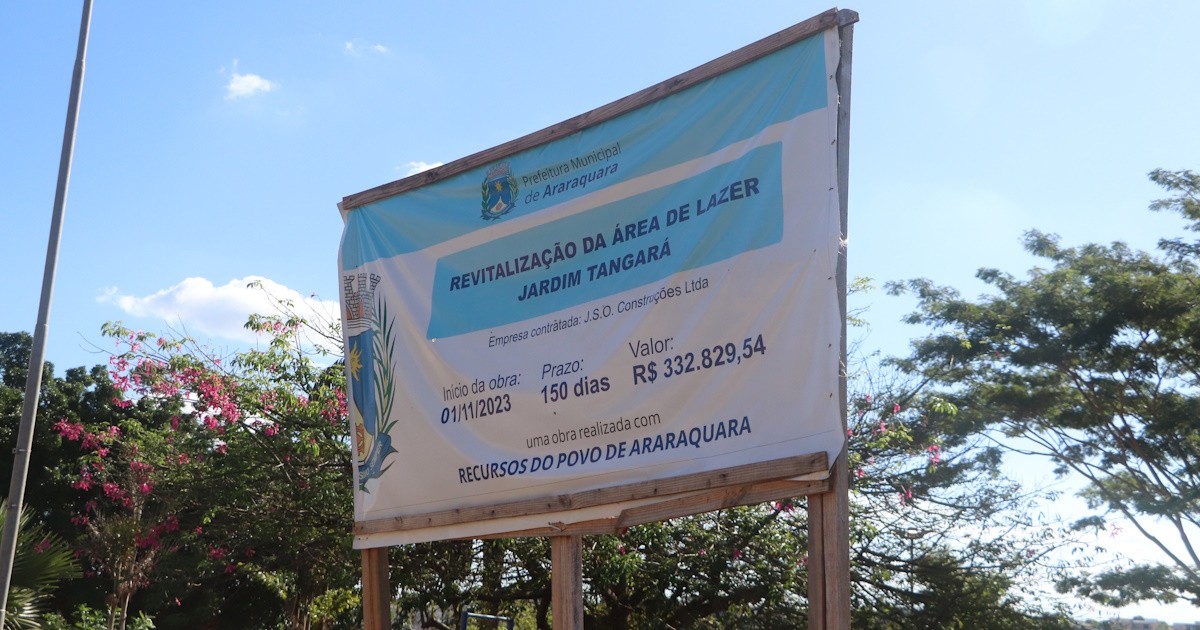 Prefeitura Municipal
de Araraquara
REVITALIZAÇÃO DA ÁREA DE LAZER
JARDIM TANGARÁ
Empresa contratada: J.S.O. Construções Ltda
Início da obra:
01/11/2023
Prazo:
150 dias
Valor:
R$ 332.829,54
uma obra realizada com
RECURSOS DO POVO DE ARARAQUARA